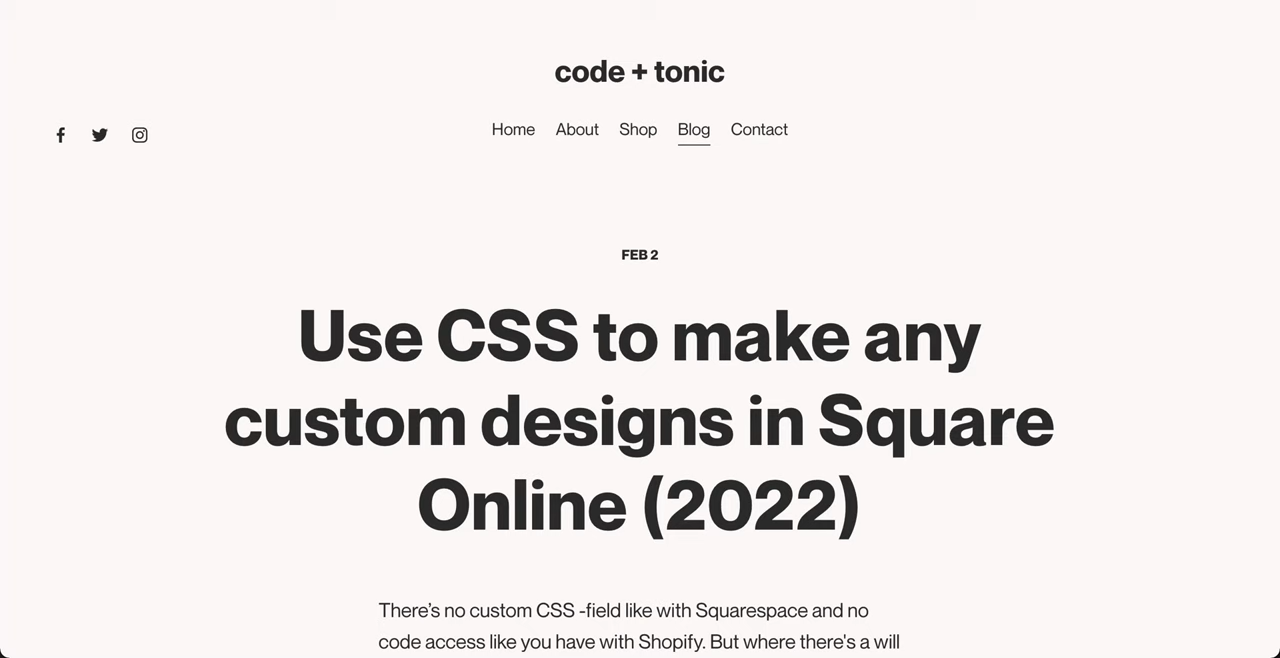 code + tonic
Home About Shop Blog Contact
FEB 2
Use CSS to make any
custom designs in Square
Online (2022)
There’s no custom CSS -field like with Squarespace and no
code access like you have with Shopify. But where there's a will